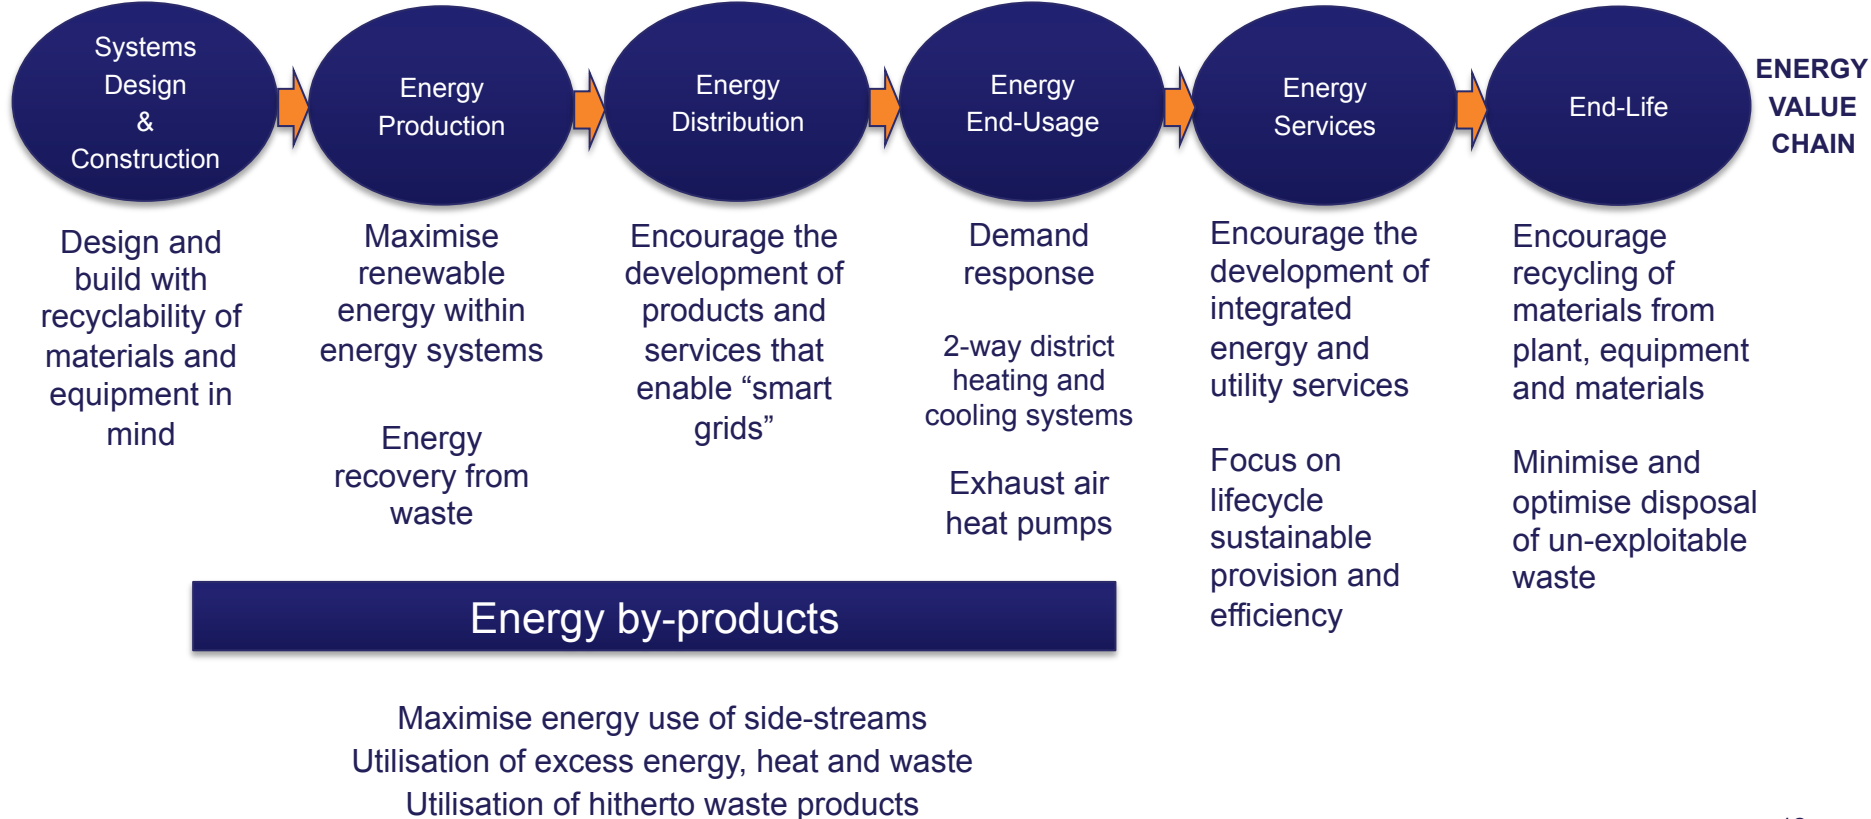 Systems
Design
&
Construction
Energy
Production
Energy
Distribution
Energy
End-Usage
Energy
Services
End-Life
ENERGY
VALUE
CHAIN
Design and
build with
recyclability of
materials and
equipment in
mind
Maximise
renewable
energy within
energy systems
Energy
recovery from
waste
Encourage the
development of
products and
services that
enable “smart
grids”
Demand
response
2-way district
heating and
cooling systems
Exhaust air
heat pumps
Encourage the
development of
integrated
energy and
utility services
Focus on
lifecycle
sustainable
provision and
efficiency
Encourage
recycling of
materials from
plant, equipment
and materials
Minimise and
optimise disposal
of un-exploitable
waste
Energy by-products
Maximise energy use of side-streams
Utilisation of excess energy, heat and waste
Utilisation of hitherto waste products